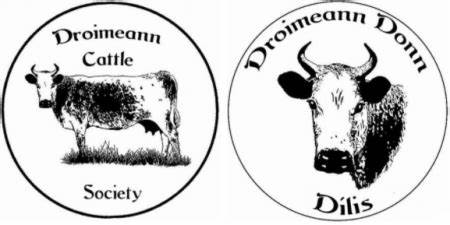 Droimeann
Cattle
Society
Droimeann Donn
Dílis